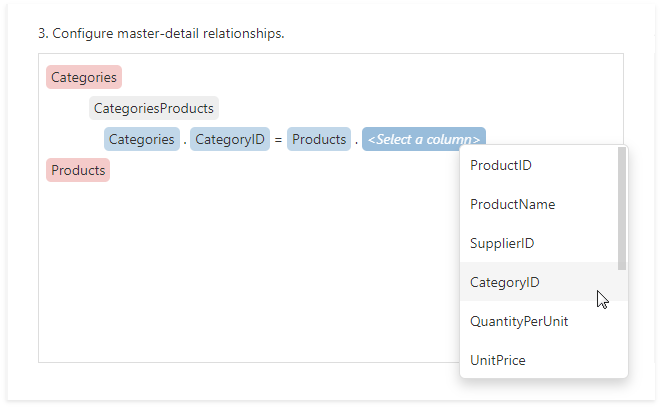 3. Configure master-detail relationships.
Categories
CategoriesProducts
Categories . CategoryID = Products . <Select a column>
Products
ProductID
ProductName
SupplierID
CategoryID
QuantityPerUnit
UnitPrice